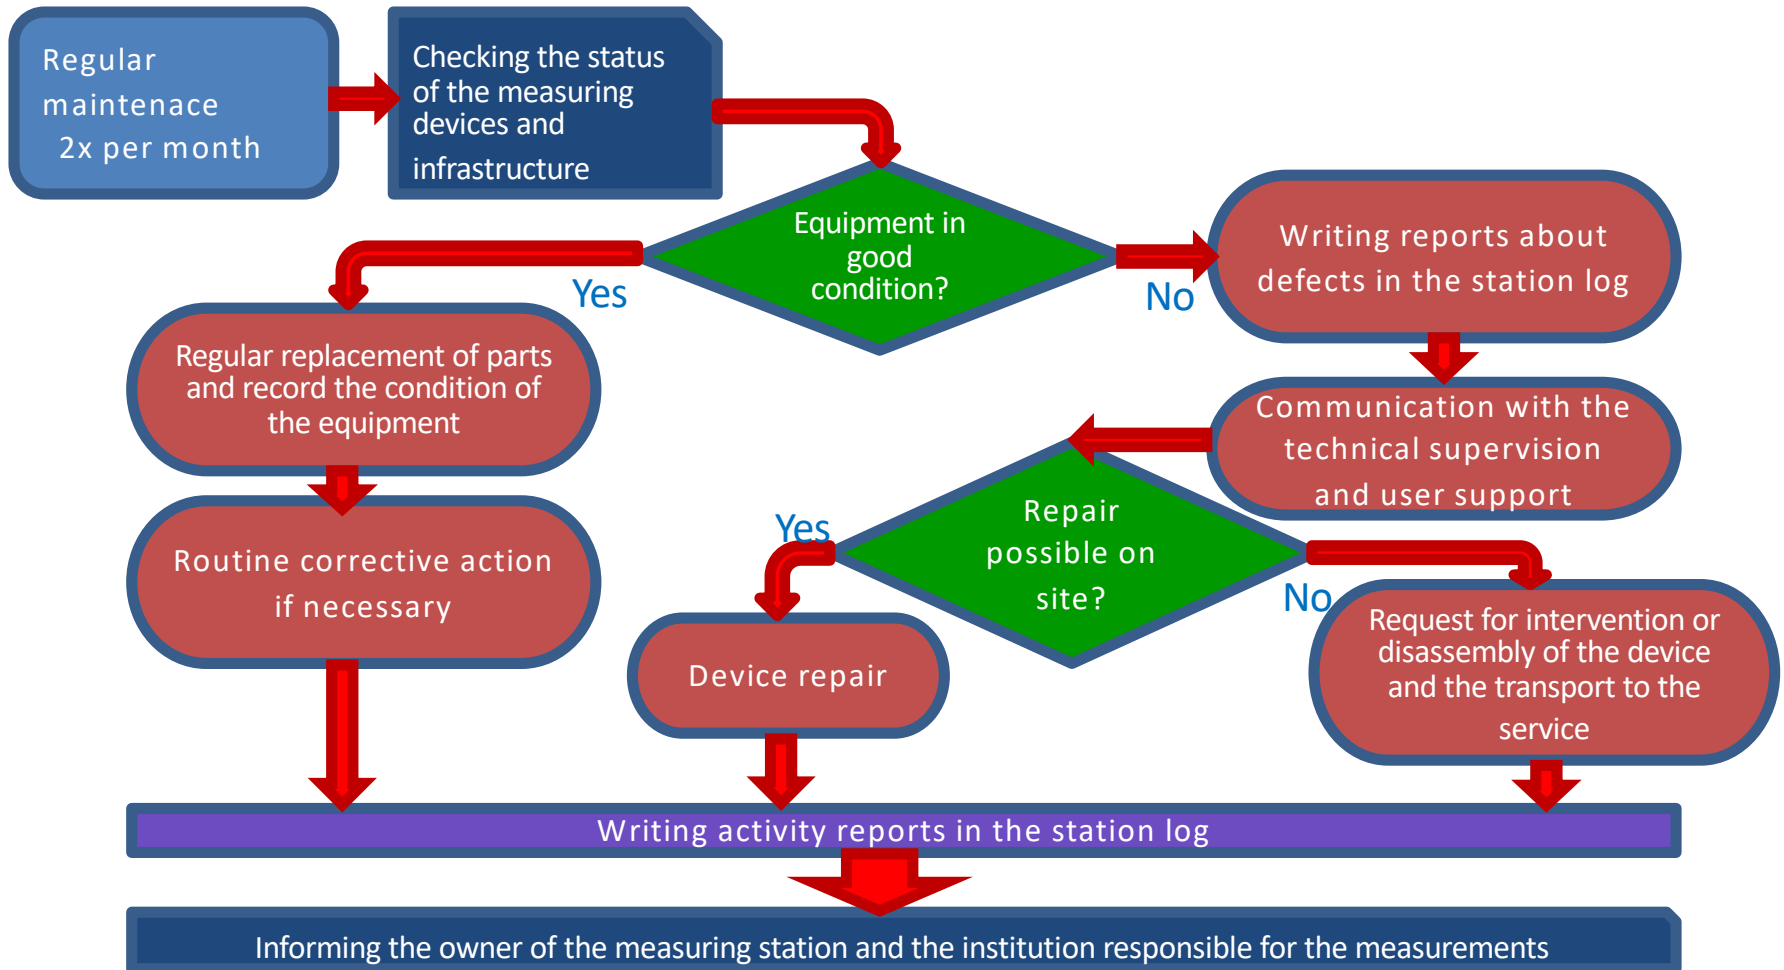 Regular
maintenace
2x per month
Checking the status
of the measuring
devices and
infrastructure
Equipment in
good
condition?
Yes
No
Writing reports about
defects in the station log
Regular replacement of parts
and record the condition of
the equipment
Communication with the
technical supervision
and user support
Repair
possible on
site?
Yes
No
Routine corrective action
if necessary
Device repair
Request for intervention or
disassembly of the device
and the transport to the
service
Writing activity reports in the station log
Informing the owner of the measuring station and the institution responsible for the measurements